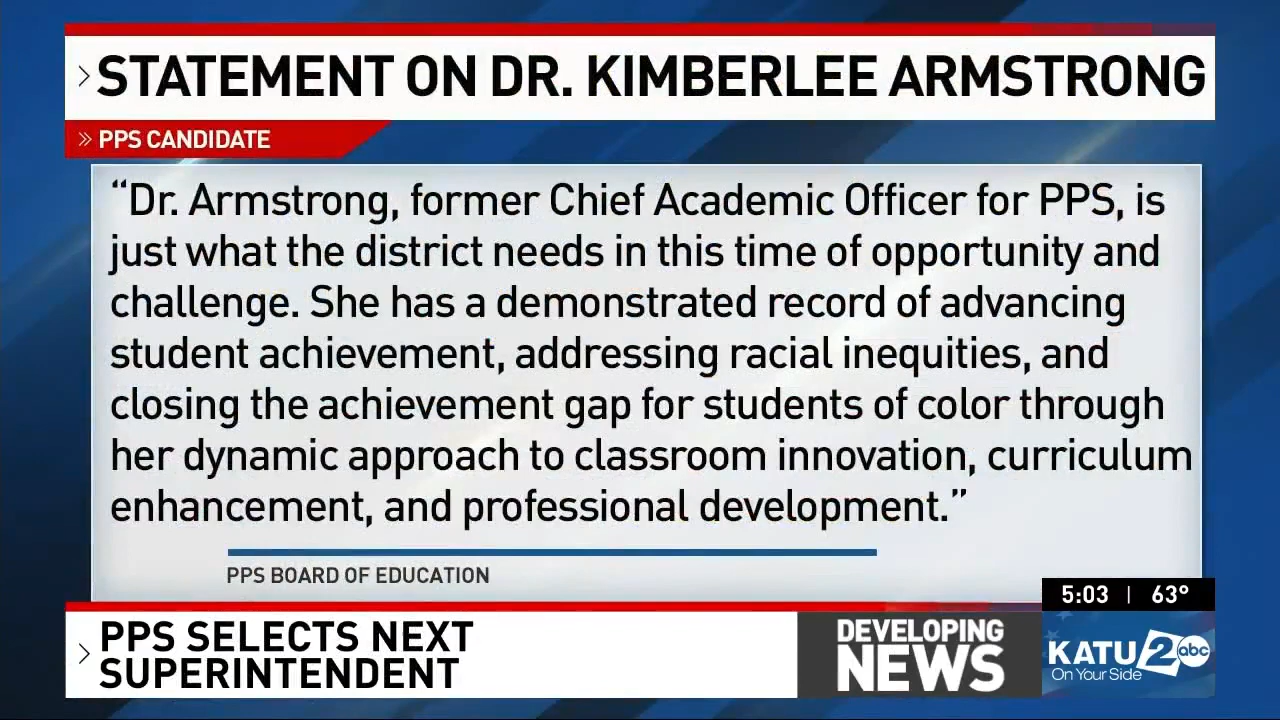 STATEMENT ON DR. KIMBERLEE ARMSTRONG
PPS CANDIDATE
“Dr. Armstrong, former Chief Academic Officer for PPS, is
just what the district needs in this time of opportunity and
challenge. She has a demonstrated record of advancing
student achievement, addressing racial inequities, and
closing the achievement gap for students of color through
her dynamic approach to classroom innovation, curriculum
enhancement, and professional development.”
PPS BOARD OF EDUCATION
5:03 | 63°
PPS SELECTS NEXT
SUPERINTENDENT
DEVELOPING
NEWS
KATU 2 abc
On Your Side